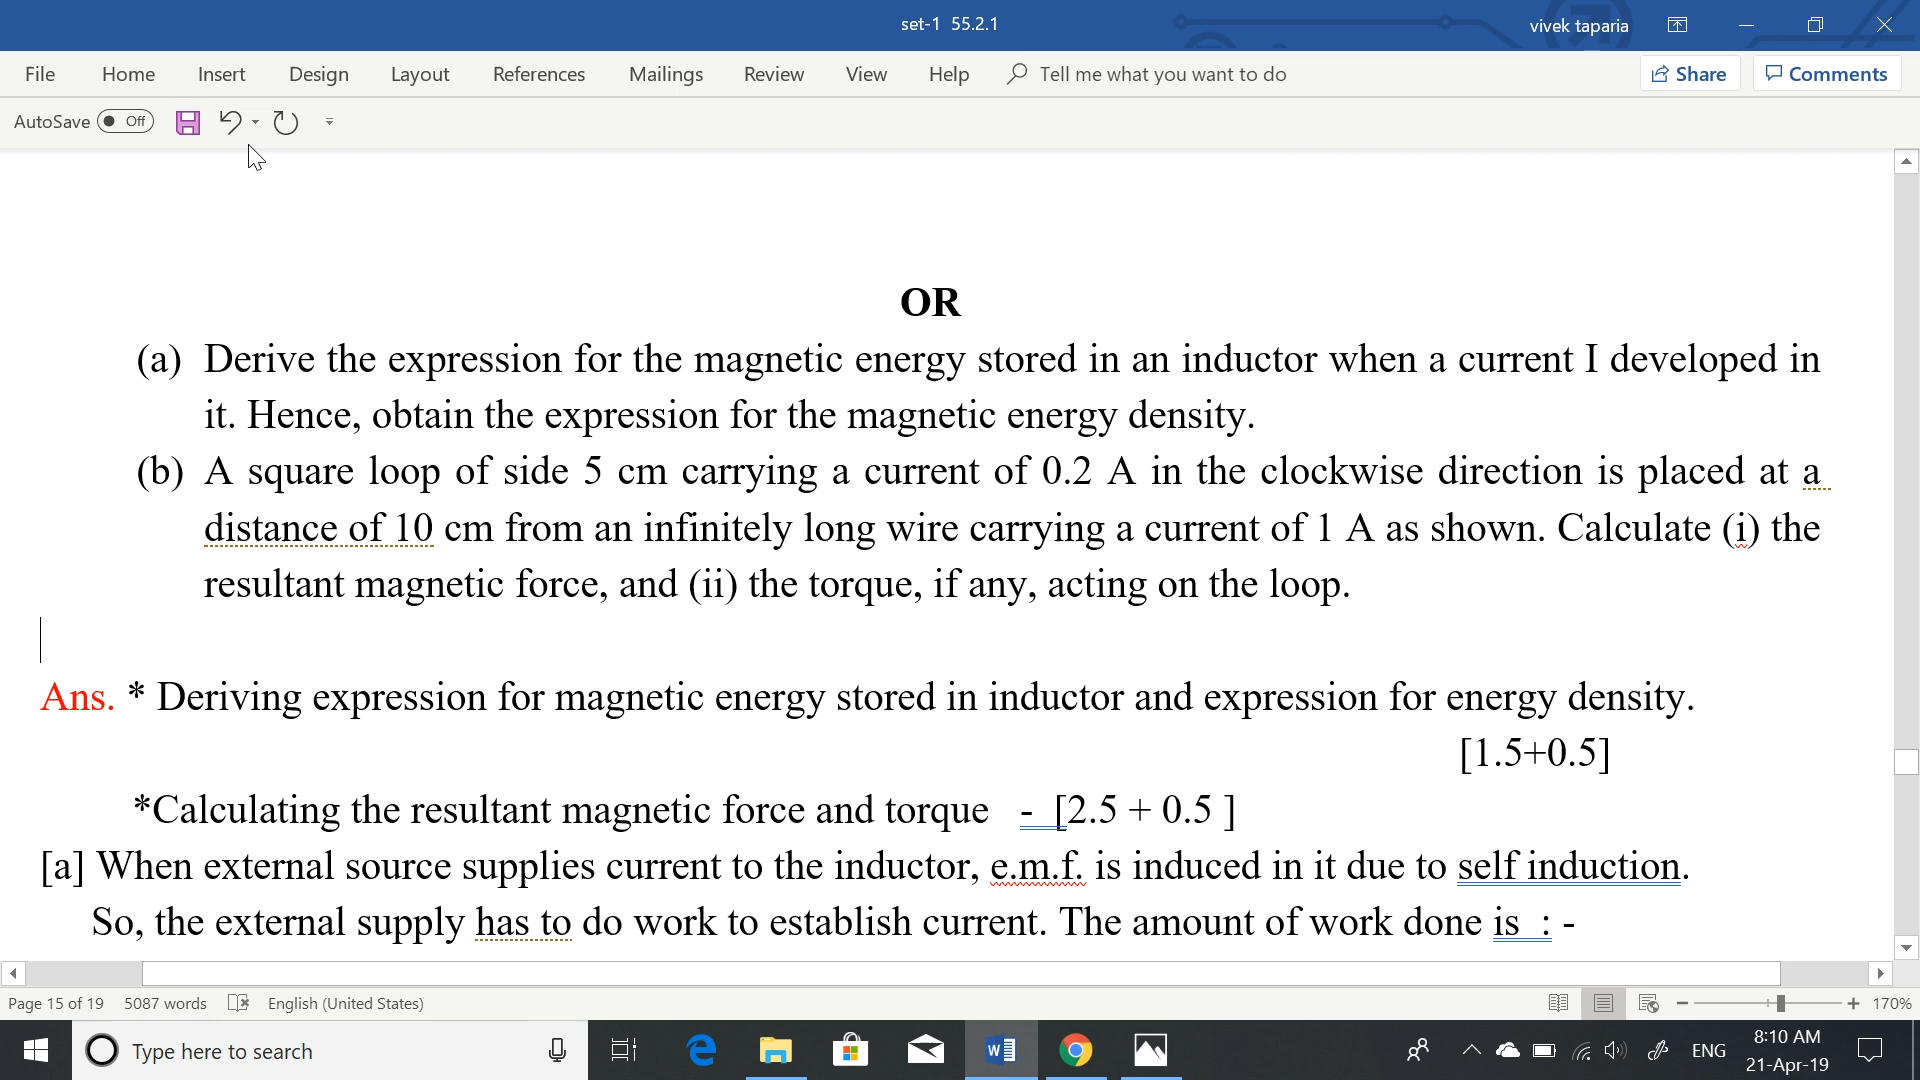 set-1 55.2.1
vivek taparia
File Home Insert Design Layout References Mailings Review View Help Tell me what you want to do Share Comments
AutoSave Off
OR
(a) Derive the expression for the magnetic energy stored in an inductor when a current I developed in
it. Hence, obtain the expression for the magnetic energy density.
(b) A square loop of side 5 cm carrying a current of 0.2 A in the clockwise direction is placed at a
distance of 10 cm from an infinitely long wire carrying a current of 1 A as shown. Calculate (i) the
resultant magnetic force, and (ii) the torque, if any, acting on the loop.
Ans. * Deriving expression for magnetic energy stored in inductor and expression for energy density.
[1.5+0.5]
*Calculating the resultant magnetic force and torque - [2.5 + 0.5 ]
[a] When external source supplies current to the inductor, e.m.f. is induced in it due to self induction.
So, the external supply has to do work to establish current. The amount of work done is : -
Page 15 of 19 5087 words English (United States) 170%
Type here to search
ENG
8:10 AM
21-Apr-19